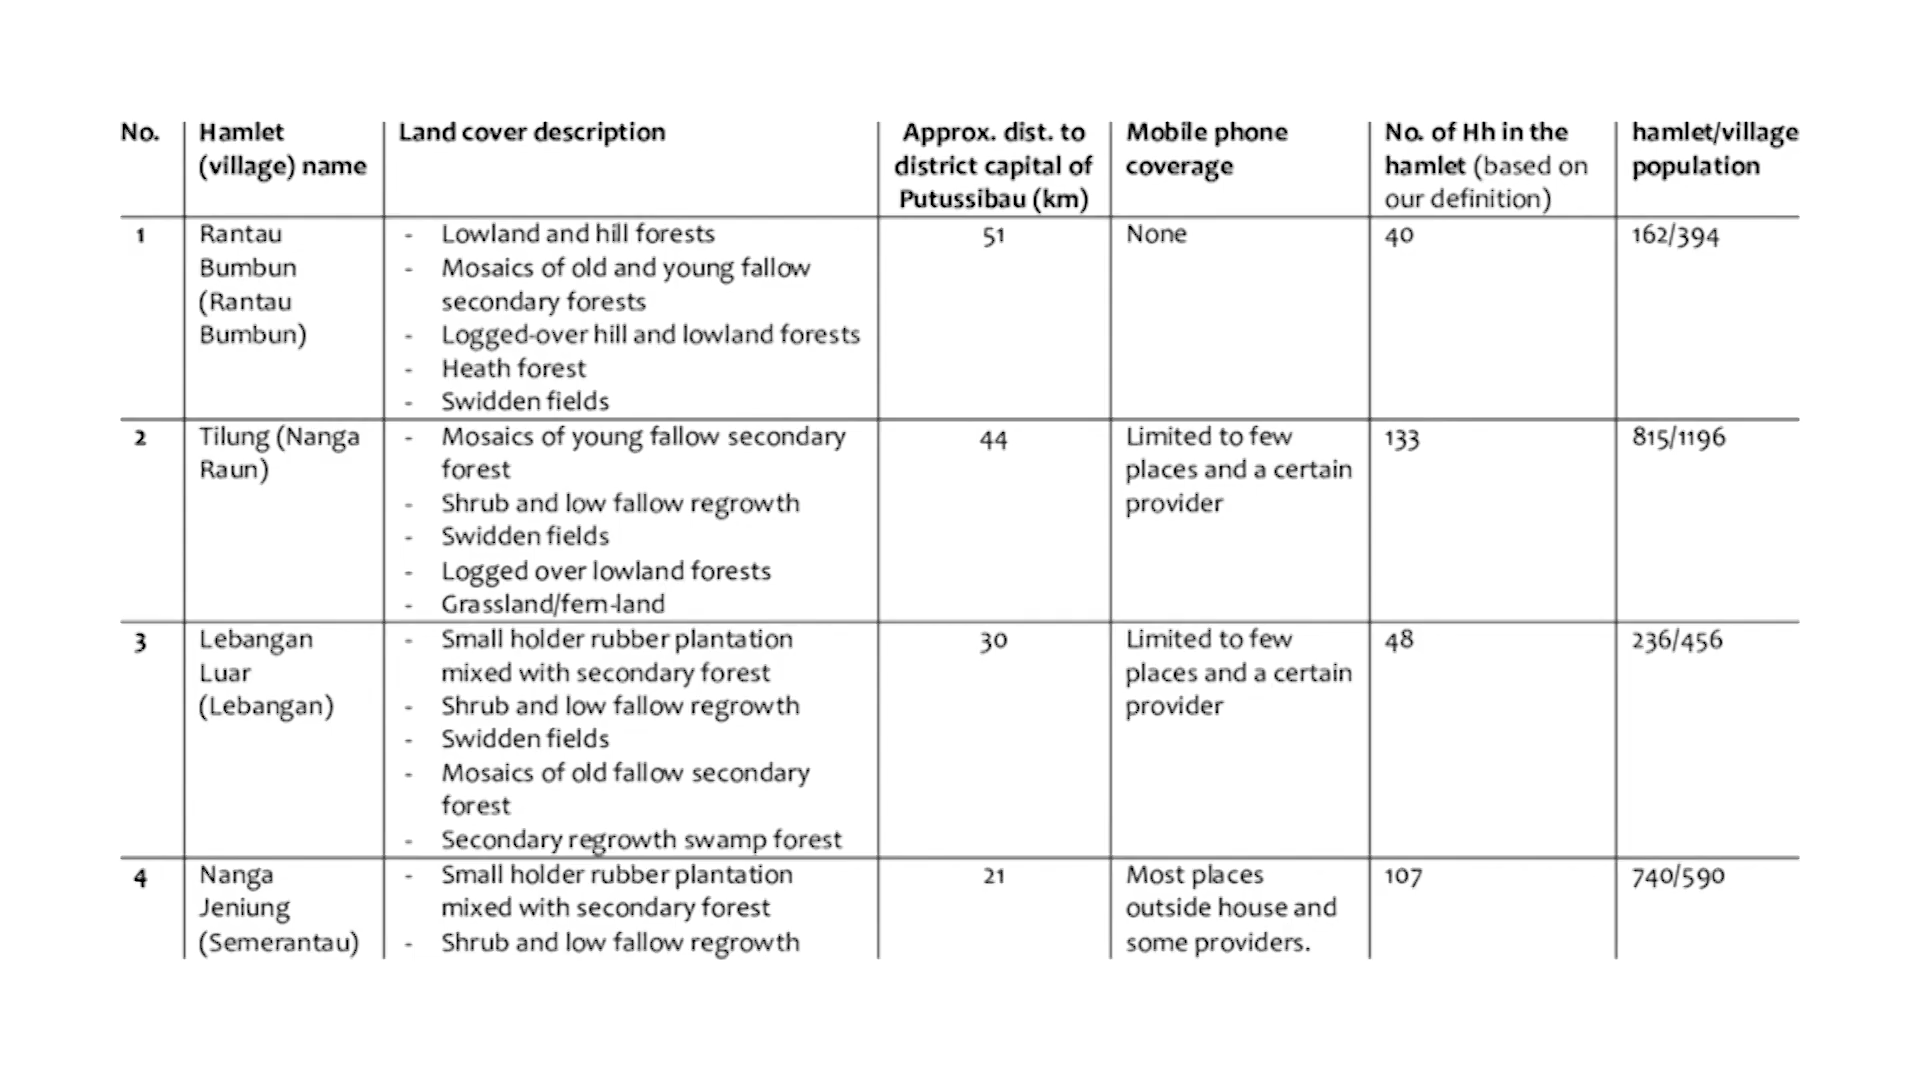 No.
Hamlet
(village) name
Land cover description
Approx. dist. to
district capital of
Putussibau (km)
Mobile phone
coverage
No. of Hh in the
hamlet (based on
our definition)
hamlet/village
population
1
Rantau
Bumbun
(Rantau
Bumbun)
- Lowland and hill forests
- Mosaics of old and young fallow
secondary forests
- Logged-over hill and lowland forests
- Heath forest
- Swidden fields
51
None
40
162/394
2
Tilung (Nanga
Raun)
- Mosaics of young fallow secondary
forest
- Shrub and low fallow regrowth
- Swidden fields
- Logged over lowland forests
- Grassland/fern-land
44
Limited to few
places and a certain
provider
133
815/1196
3
Lebangan
Luar
(Lebangan)
- Small holder rubber plantation
mixed with secondary forest
- Shrub and low fallow regrowth
- Swidden fields
- Mosaics of old fallow secondary
forest
- Secondary regrowth swamp forest
30
Limited to few
places and a certain
provider
48
236/456
4
Nanga
Jeniung
(Semerantau)
- Small holder rubber plantation
mixed with secondary forest
- Shrub and low fallow regrowth
21
Most places
outside house and
some providers.
107
740/590